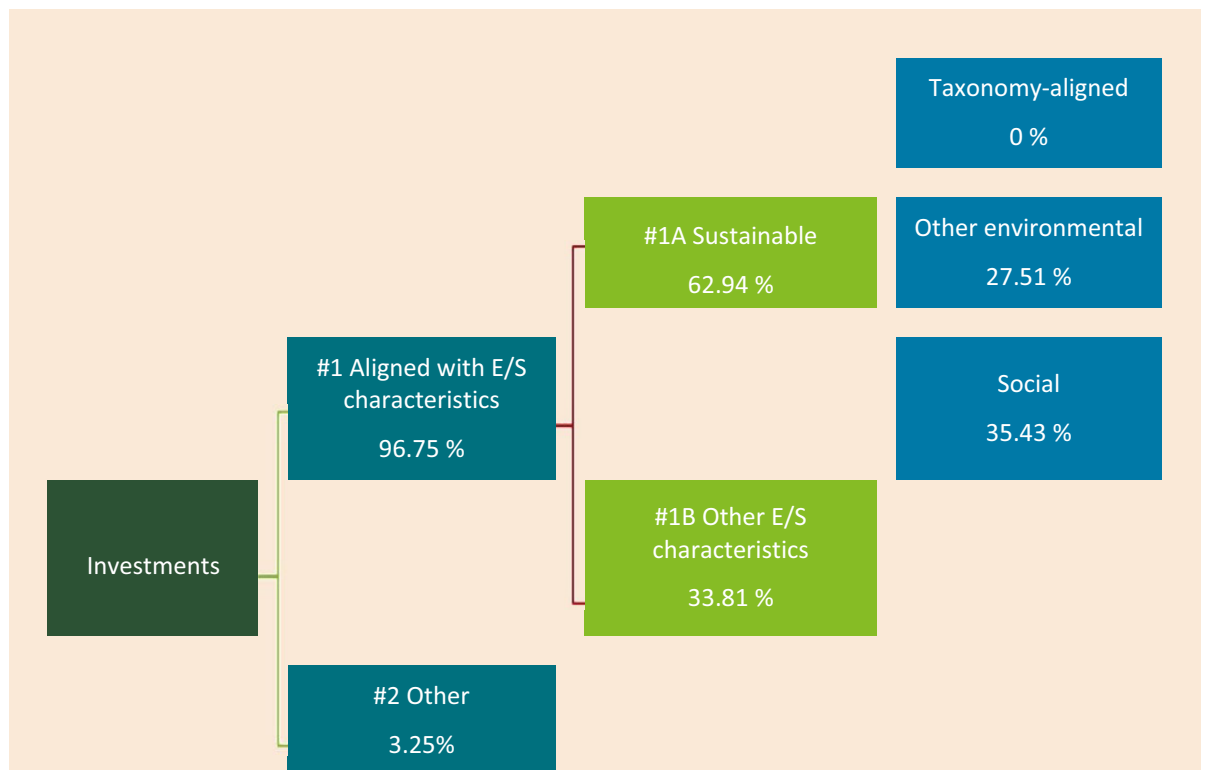 Taxonomy-aligned
0 %
#1A Sustainable
62.94 %
Other environmental
27.51 %
#1 Aligned with E/S
characteristics
96.75 %
Social
35.43 %
Investments
#1B Other E/S
characteristics
33.81 %
#2 Other
3.25%